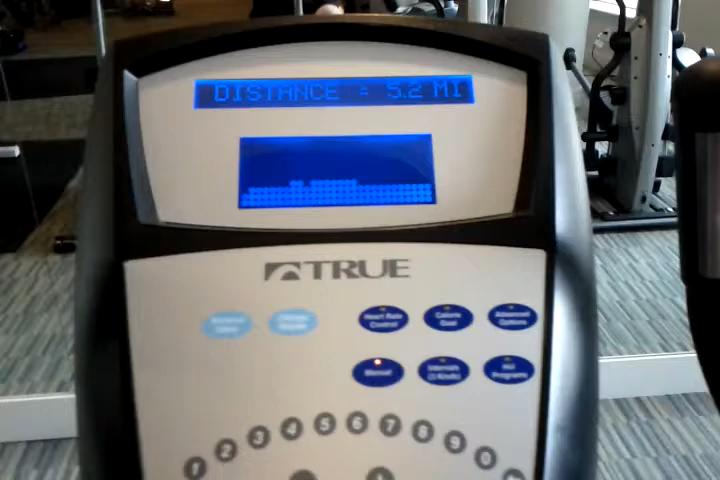 DISTANCE = 5.2 MI
TRUE
Heart Rate Control
Calorie Goal
Advanced Options
Manual
Intervals
Hill Programs
1 2 3 4 5 6 7 8 9 0